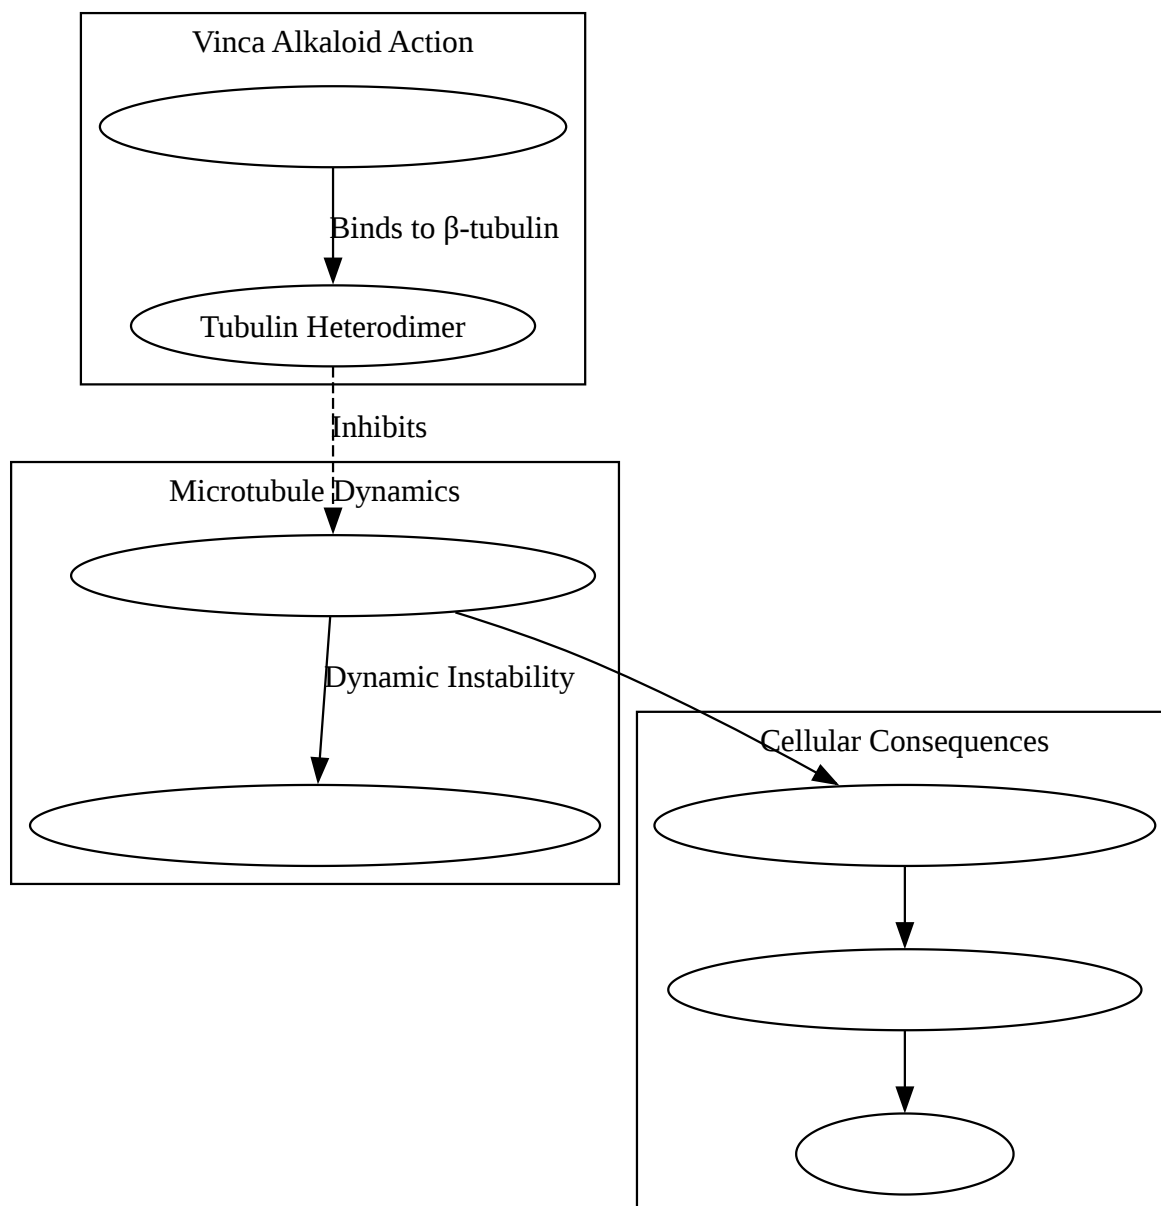 Vinca Alkaloid Action
Binds to β-tubulin
Tubulin Heterodimer
Inhibits
Microtubule Dynamics
Dynamic Instability
Cellular Consequences